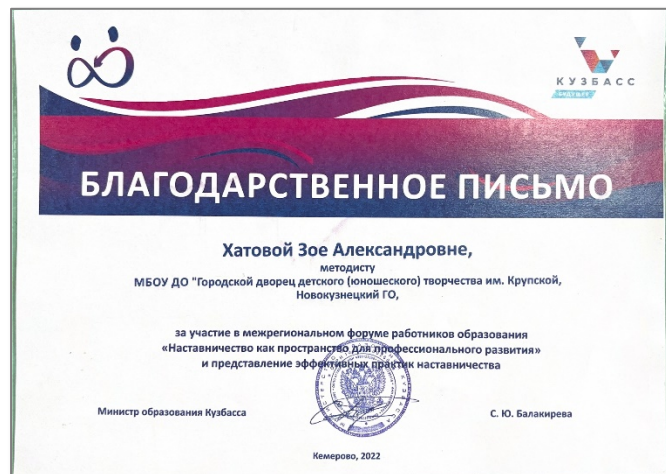 КУЗБАСС
БЛАГОДАРСТВЕННОЕ ПИСЬМО
Хатовой Зое Александровне,
методисту
МБОУ ДО "Городской дворец детского (юношеского) творчества им. Крупской,
Новокузнецкий ГО,
за участие в межрегиональном форуме работников образования
«Наставничество как пространство для профессионального развития»
и представление эффективных практик наставничества
Министр образования Кузбасса
С. Ю. Балакирева
Кемерово, 2022